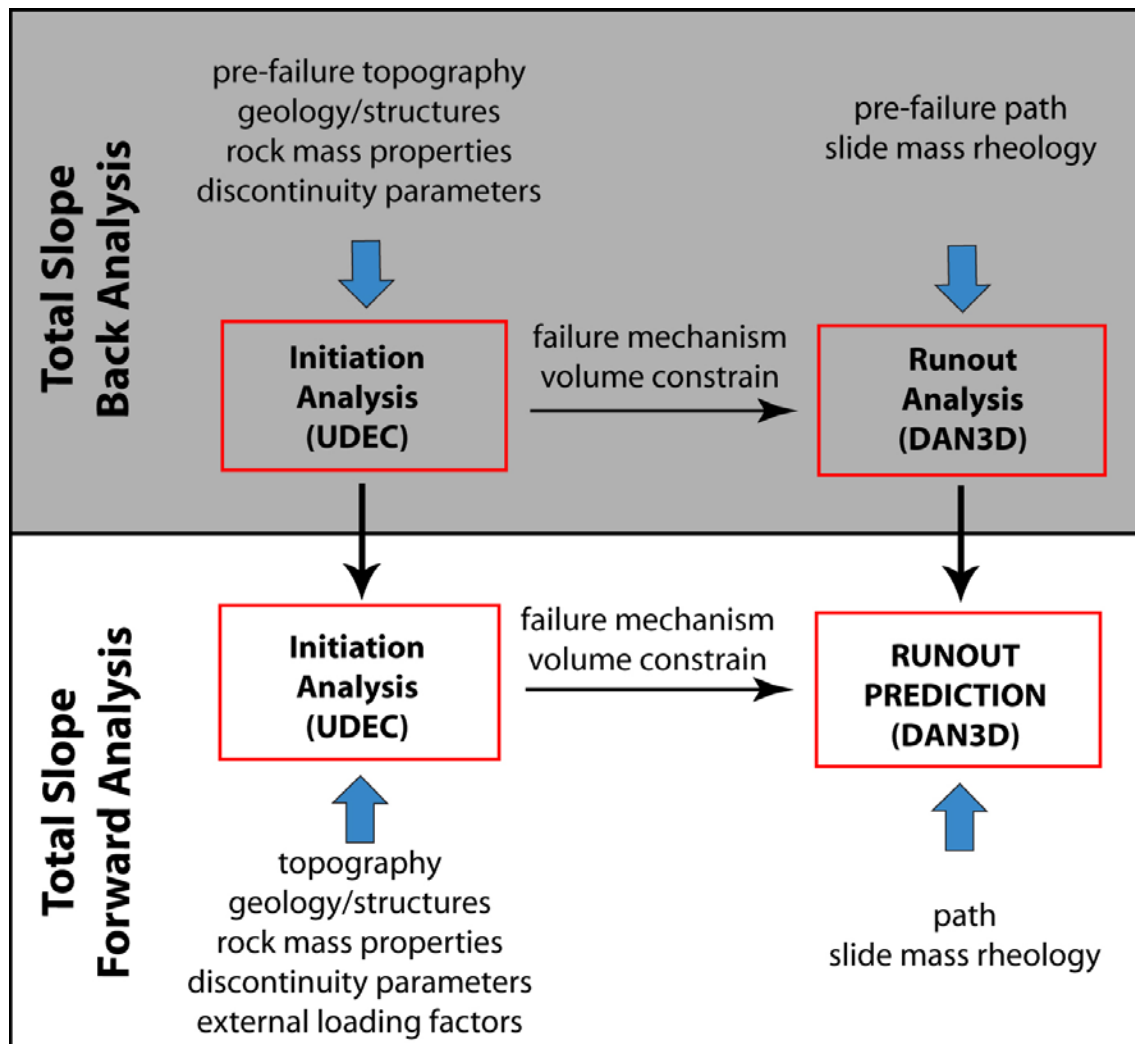 Total Slope
Back Analysis
pre-failure topography
geology/structures
rock mass properties
discontinuity parameters
pre-failure path
slide mass rheology
Initiation
Analysis
(UDEC)
failure mechanism
volume constrain
Runout
Analysis
(DAN3D)
Total Slope
Forward Analysis
Initiation
Analysis
(UDEC)
failure mechanism
volume constrain
RUNOUT
PREDICTION
(DAN3D)
topography
geology/structures
rock mass properties
discontinuity parameters
external loading factors
path
slide mass rheology